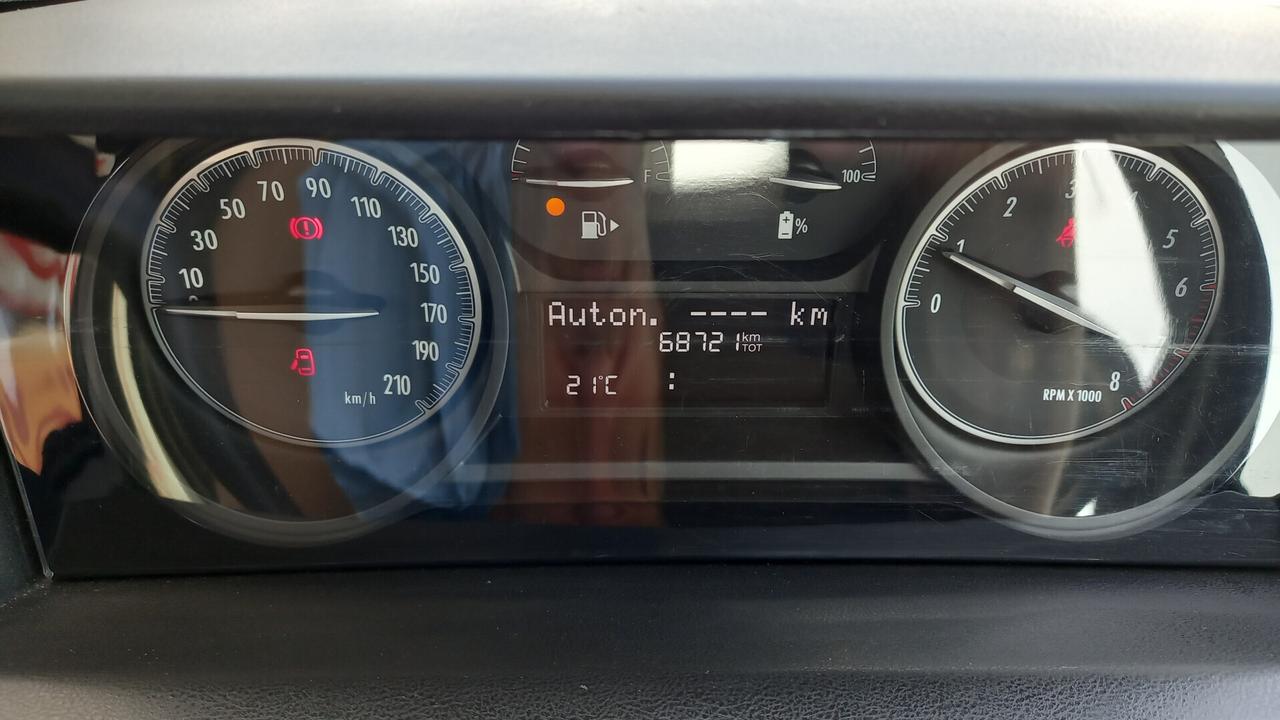 10 30 50 70 90 110 130 150 170 190 210
km/h
F
100
%
Auton. ---- km
68721 km TOT
21°C :
0 1 2 3 5 6 8
RPM X 1000